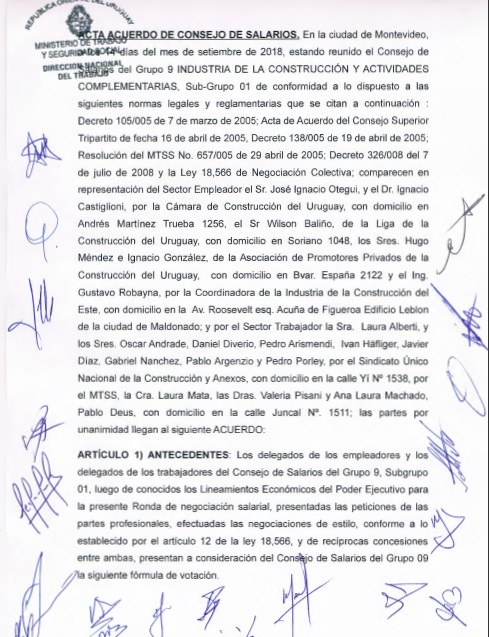 REPÚBLICA ORIENTAL DEL URUGUAY
MINISTERIO DE TRABAJO
Y SEGURIDAD SOCIAL
DIRECCIÓN NACIONAL
DEL TRABAJO
ACTA ACUERDO DE CONSEJO DE SALARIOS. En la ciudad de Montevideo,
a los 14 días del mes de setiembre de 2018, estando reunido el Consejo de
Salarios del Grupo 9 INDUSTRIA DE LA CONSTRUCCIÓN Y ACTIVIDADES
COMPLEMENTARIAS, Sub-Grupo 01 de conformidad a lo dispuesto a las
siguientes normas legales y reglamentarias que se citan a continuación :
Decreto 105/005 de 7 de marzo de 2005; Acta de Acuerdo del Consejo Superior
Tripartito de fecha 16 de abril de 2005, Decreto 138/005 de 19 de abril de 2005;
Resolución del MTSS No. 657/005 de 29 abril de 2005; Decreto 326/008 del 7
de julio de 2008 y la Ley 18,566 de Negociación Colectiva; comparecen en
representación del Sector Empleador el Sr. José Ignacio Otegui, y el Dr. Ignacio
Castiglioni, por la Cámara de Construcción del Uruguay, con domicilio en
Andrés Martínez Trueba 1256, el Sr Wilson Baliño, de la Liga de la
Construcción del Uruguay, con domicilio en Soriano 1048, los Sres. Hugo
Méndez e Ignacio González, de la Asociación de Promotores Privados de la
Construcción del Uruguay, con domicilio en Bvar. España 2122 y el Ing.
Gustavo Robayna, por la Coordinadora de la Industria de la Construcción del
Este, con domicilio en la Av. Roosevelt esq. Acuña de Figueroa Edificio Leblon
de la ciudad de Maldonado; y por el Sector Trabajador la Sra. Laura Alberti, y
los Sres. Oscar Andrade, Daniel Diverio, Pedro Arismendi, Ivan Häfliger, Javier
Díaz, Gabriel Nanchez, Pablo Argenzio y Pedro Porley, por el Sindicato Único
Nacional de la Construcción y Anexos, con domicilio en la calle Yí Nº 1538, por
el MTSS, la Cra. Laura Mata, las Dras. Valeria Pisani y Ana Laura Machado,
Pablo Deus, con domicilio en la calle Juncal Nº. 1511; las partes por
unanimidad llegan al siguiente ACUERDO:
ARTÍCULO 1) ANTECEDENTES: Los delegados de los empleadores y los
delegados de los trabajadores del Consejo de Salarios del Grupo 9, Subgrupo
01, luego de conocidos los Lineamientos Económicos del Poder Ejecutivo para
la presente Ronda de negociación salarial, presentadas las peticiones de las
partes profesionales, efectuadas las negociaciones de estilo, conforme a lo
establecido por el artículo 12 de la ley 18,566, y de recíprocas concesiones
entre ambas, presentan a consideración del Consejo de Salarios del Grupo 09
la siguiente fórmula de votación.